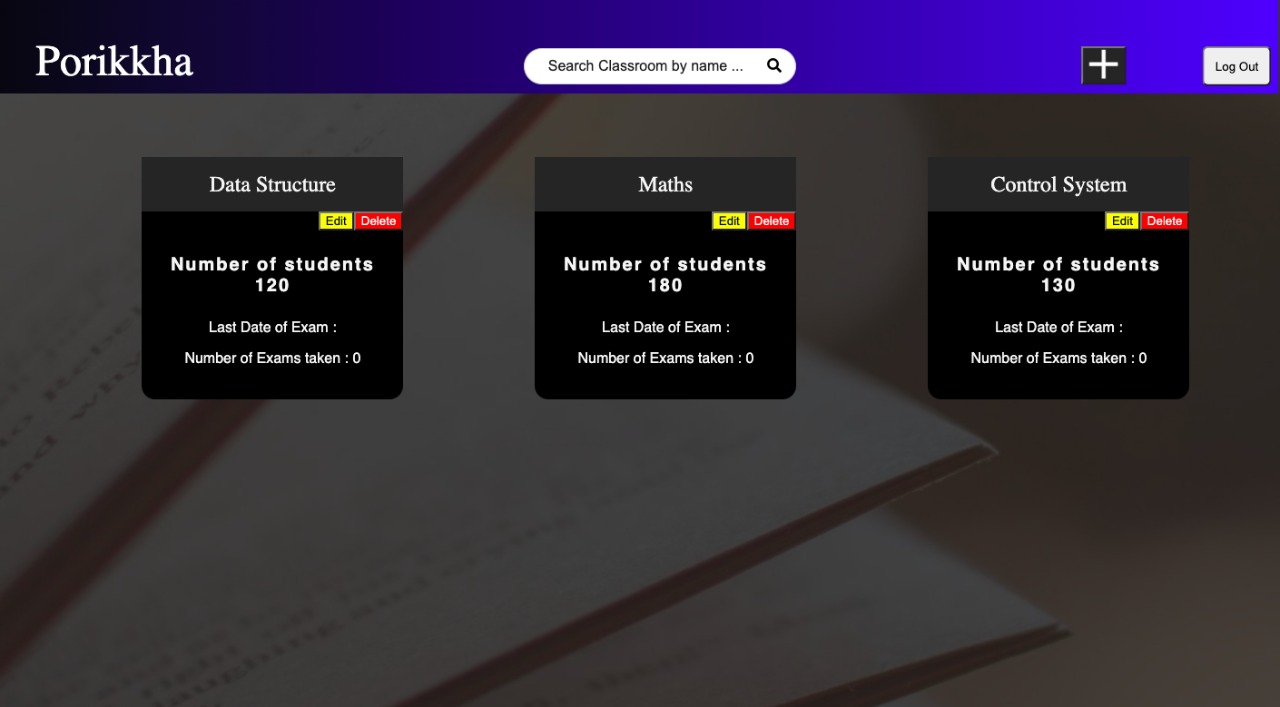 Porikkha
Search Classroom by name ...
Log Out
Data Structure
Edit Delete
Number of students
120
Last Date of Exam :
Number of Exams taken : 0
Maths
Edit Delete
Number of students
180
Last Date of Exam :
Number of Exams taken : 0
Control System
Edit Delete
Number of students
130
Last Date of Exam :
Number of Exams taken : 0